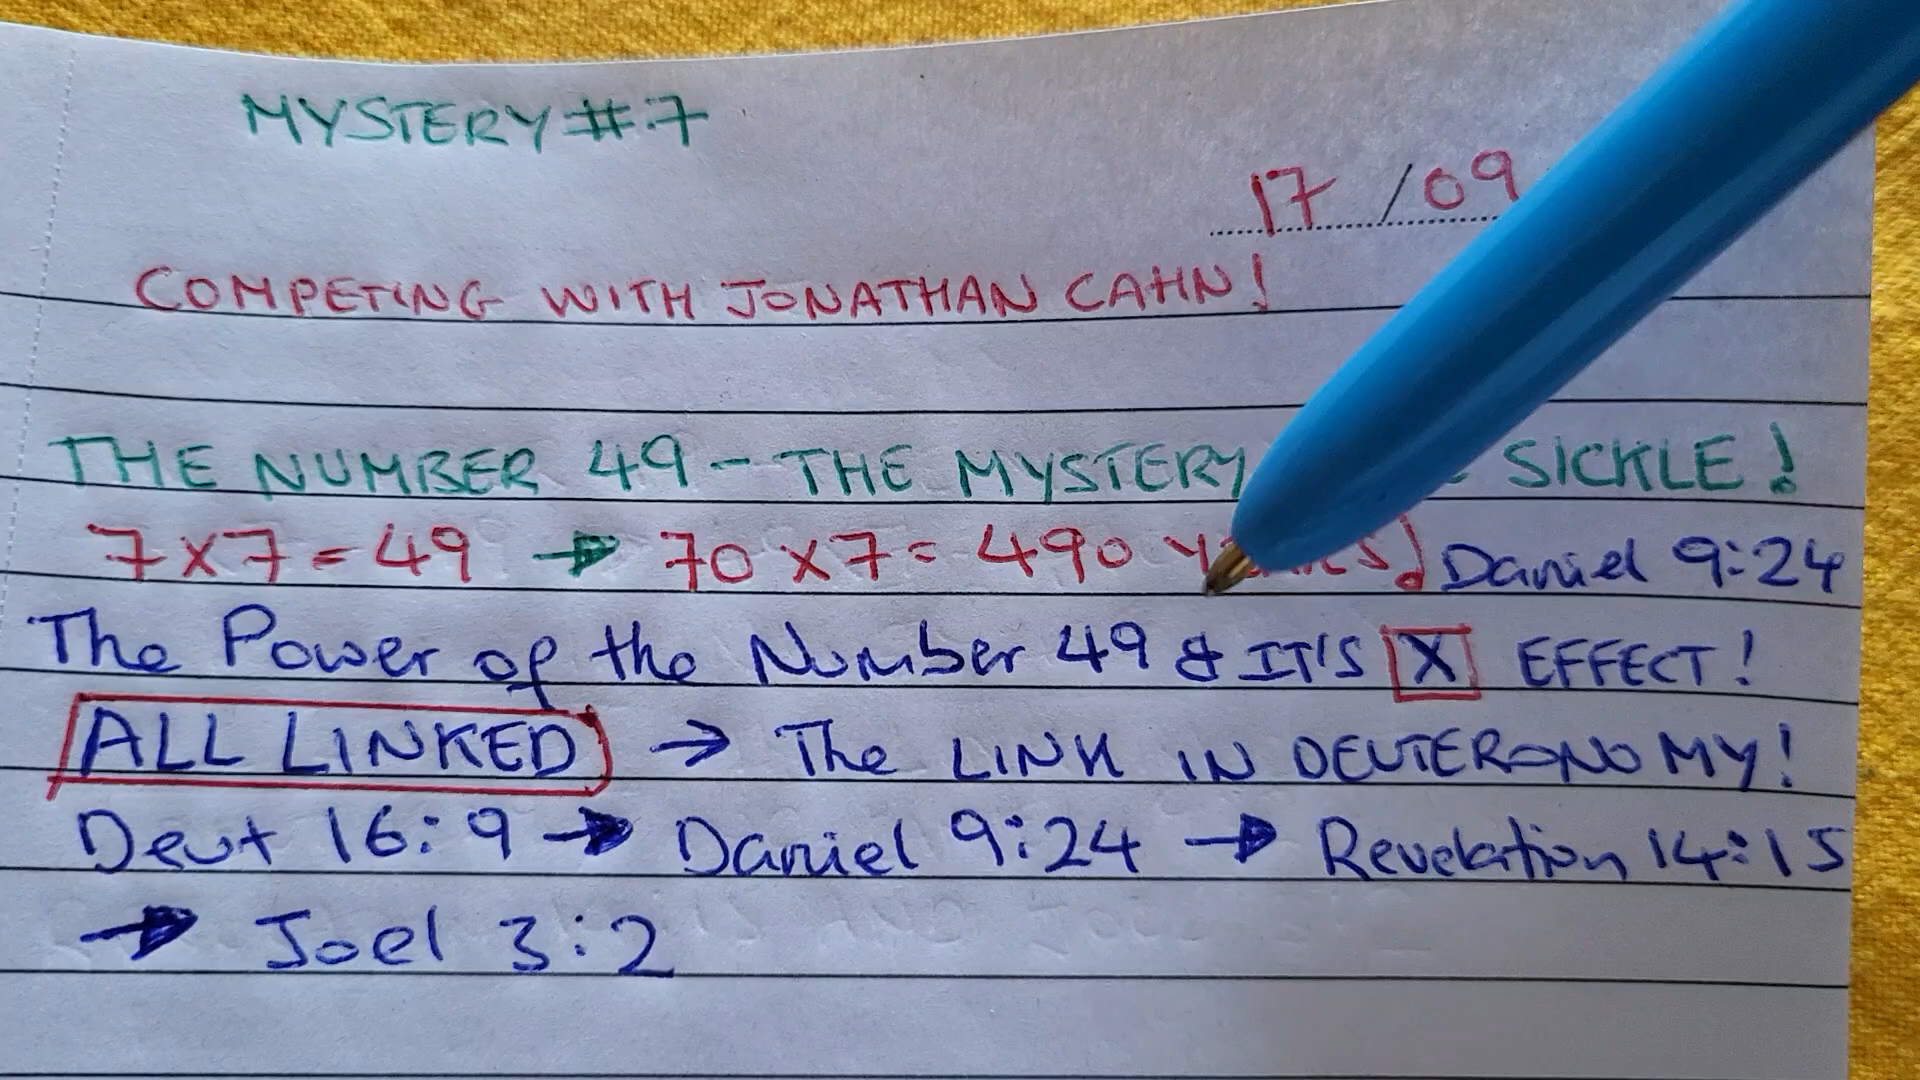 MYSTERY #7
17/09
COMPETING WITH JONATHAN CAHN!
THE NUMBER 49 - THE MYSTERY SICKLE!
7x7=49 → 70x7= 490 Daniel 9:24
The Power of the Number 49 & IT'S X EFFECT!
ALL LINKED → The LINK IN DEUTERONOMY!
Deut 16:9 → Daniel 9:24 → Revelation 14:15
→ Joel 3:2